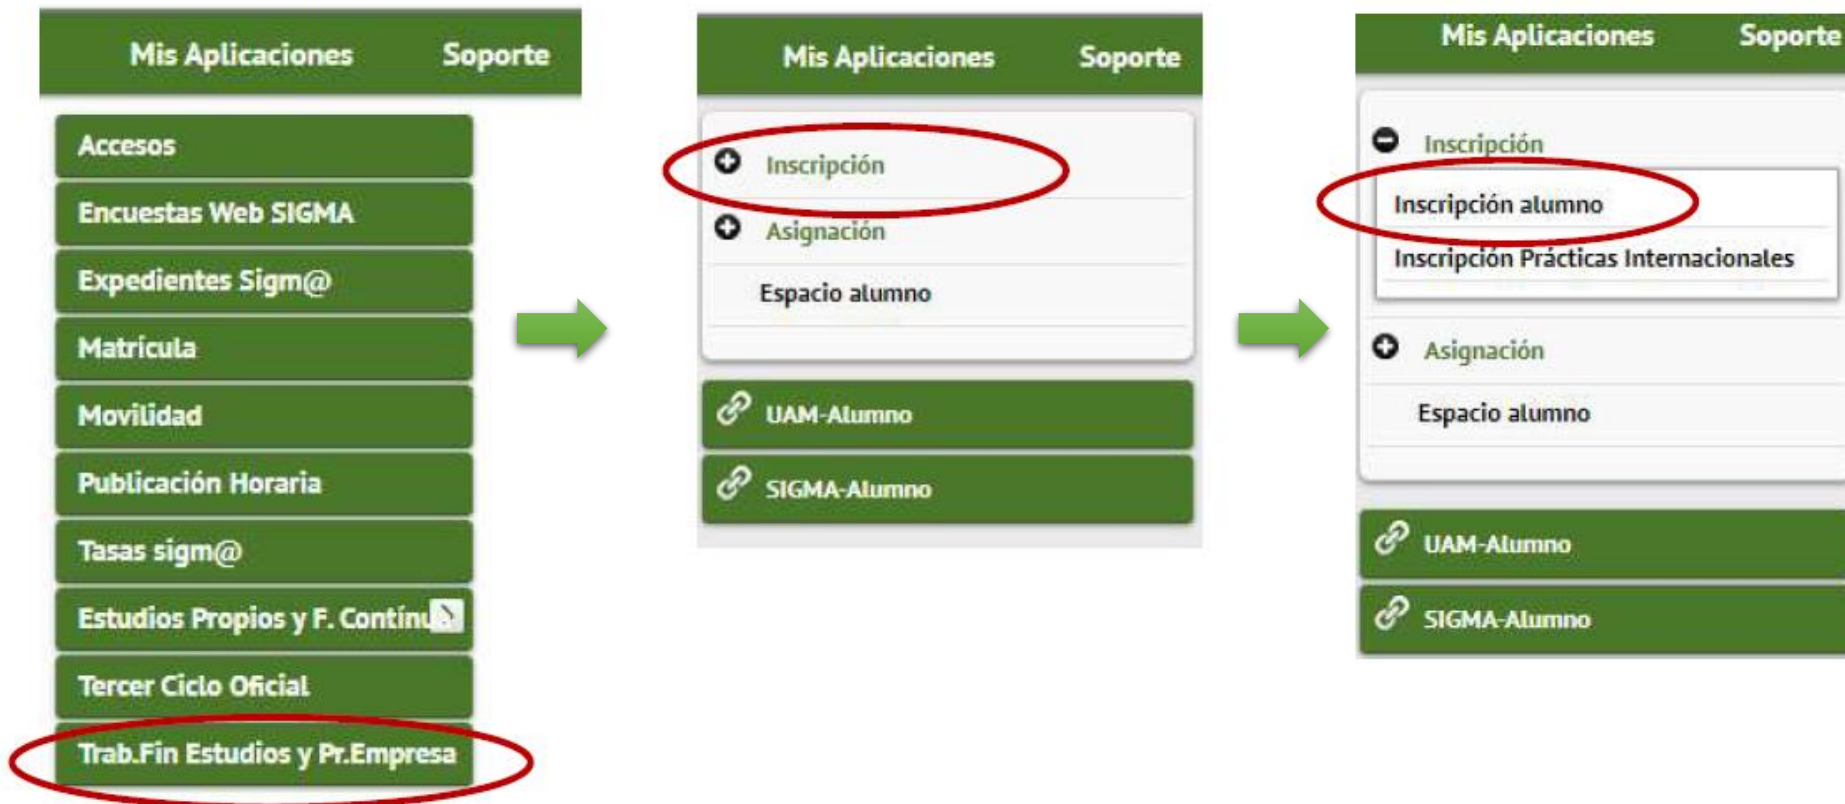 Mis Aplicaciones Soporte
Accesos
Encuestas Web SIGMA
Expedientes Sigm@
Matrícula
Movilidad
Publicación Horaria
Tasas sigm@
Estudios Propios y F. Contínu
Tercer Ciclo Oficial
Trab.Fin Estudios y Pr.Empresa
Mis Aplicaciones Soporte
Inscripción
Asignación
Espacio alumno
UAM-Alumno
SIGMA-Alumno
Mis Aplicaciones Soporte
Inscripción
Inscripción alumno
Inscripción Prácticas Internacionales
Asignación
Espacio alumno
UAM-Alumno
SIGMA-Alumno